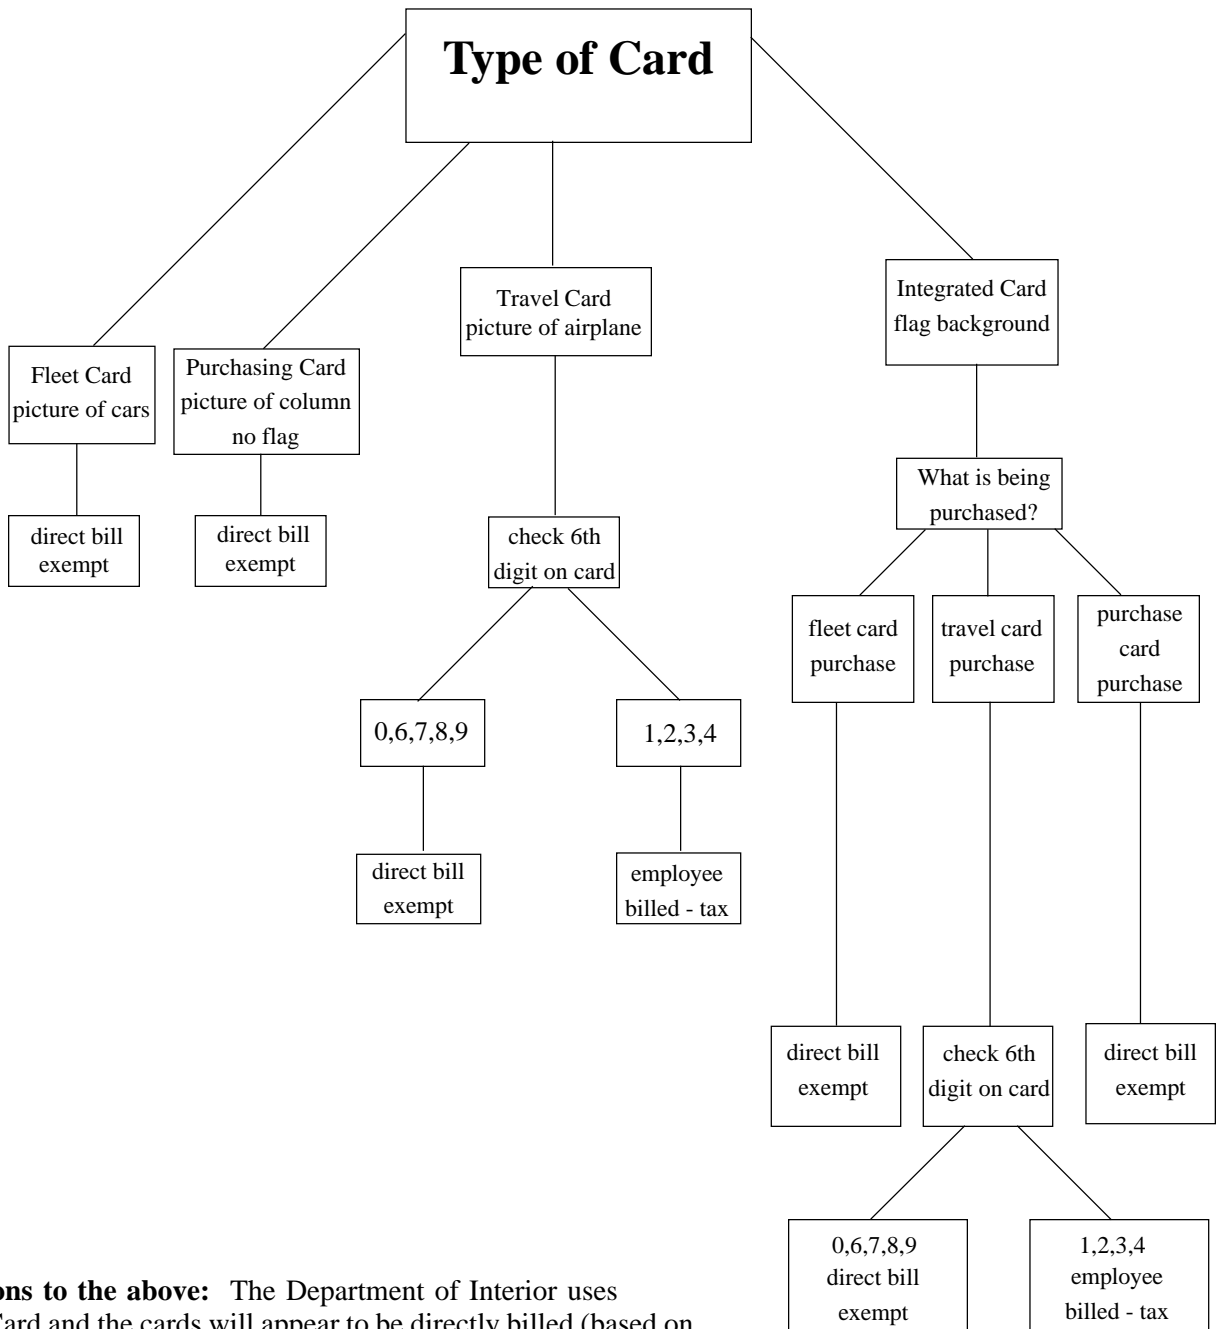 Type of Card
Fleet Card
picture of cars
direct bill
exempt
Purchasing Card
picture of column
no flag
direct bill
exempt
Travel Card
picture of airplane
check 6th
digit on card
0,6,7,8,9
direct bill
exempt
1,2,3,4
employee
billed - tax
Integrated Card
flag background
What is being
purchased?
fleet card
purchase
direct bill
exempt
travel card
purchase
check 6th
digit on card
0,6,7,8,9
direct bill
exempt
1,2,3,4
employee
billed - tax
purchase
card
purchase
direct bill
exempt
ons to the above: The Department of Interior uses
Card and the cards will appear to be directly billed (based on